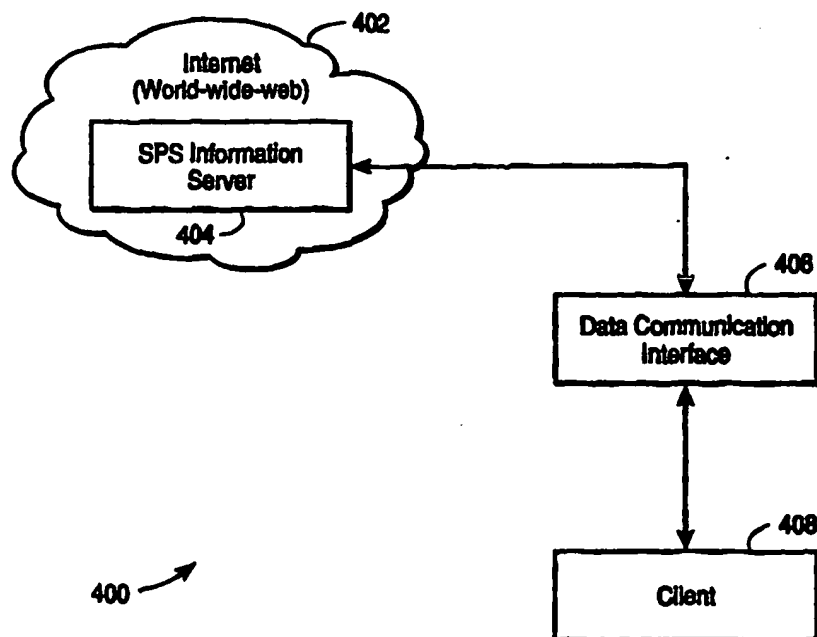 402
Internet
(World-wide-web)
SPS Information
Server
404
406
Data Communication
Interface
408
Client
400